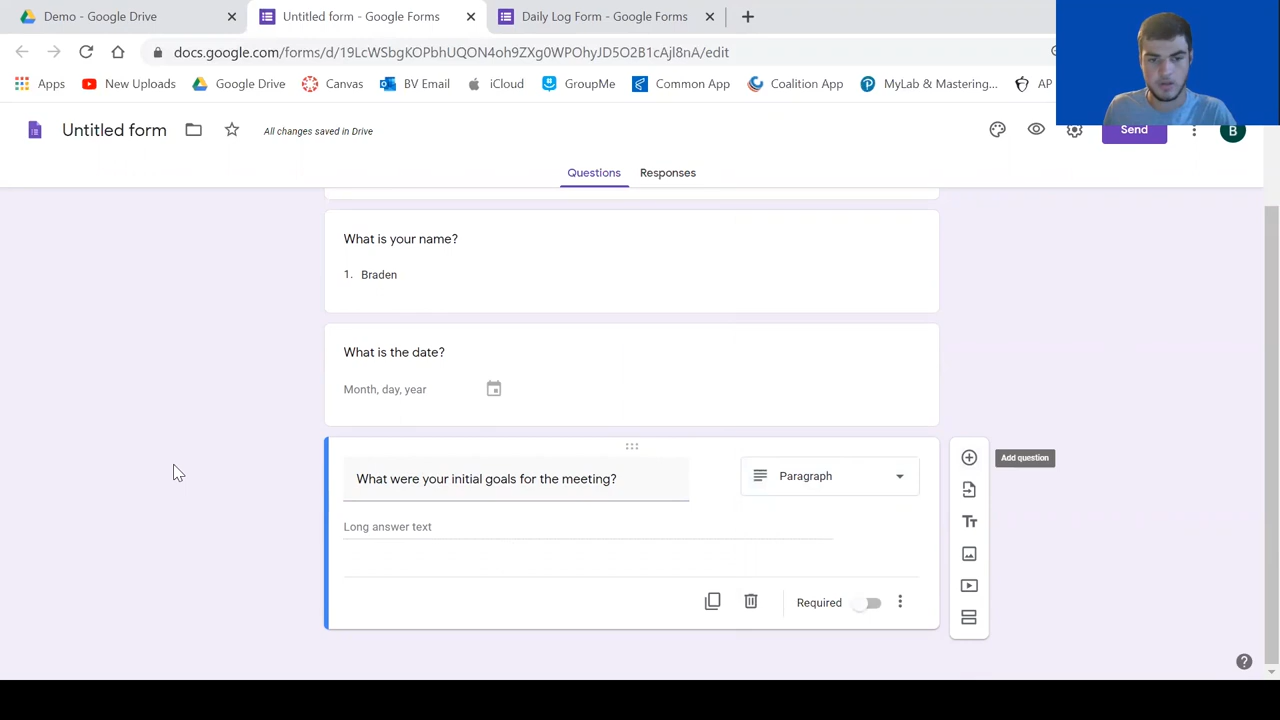 Demo - Google Drive
Untitled form - Google Forms
Daily Log Form - Google Forms
docs.google.com/forms/d/19LcWSbgKOPbhUQON4oh9ZXg0WPOhyJD5O2B1cAjI8nA/edit
Apps
New Uploads
Google Drive
Canvas
BV Email
iCloud
GroupMe
Common App
Coalition App
MyLab & Mastering...
AP
Untitled form
All changes saved in Drive
Send
B
Questions
Responses
What is your name?
1. Braden
What is the date?
Month, day, year
What were your initial goals for the meeting?
Paragraph
Add question
Long answer text
Required